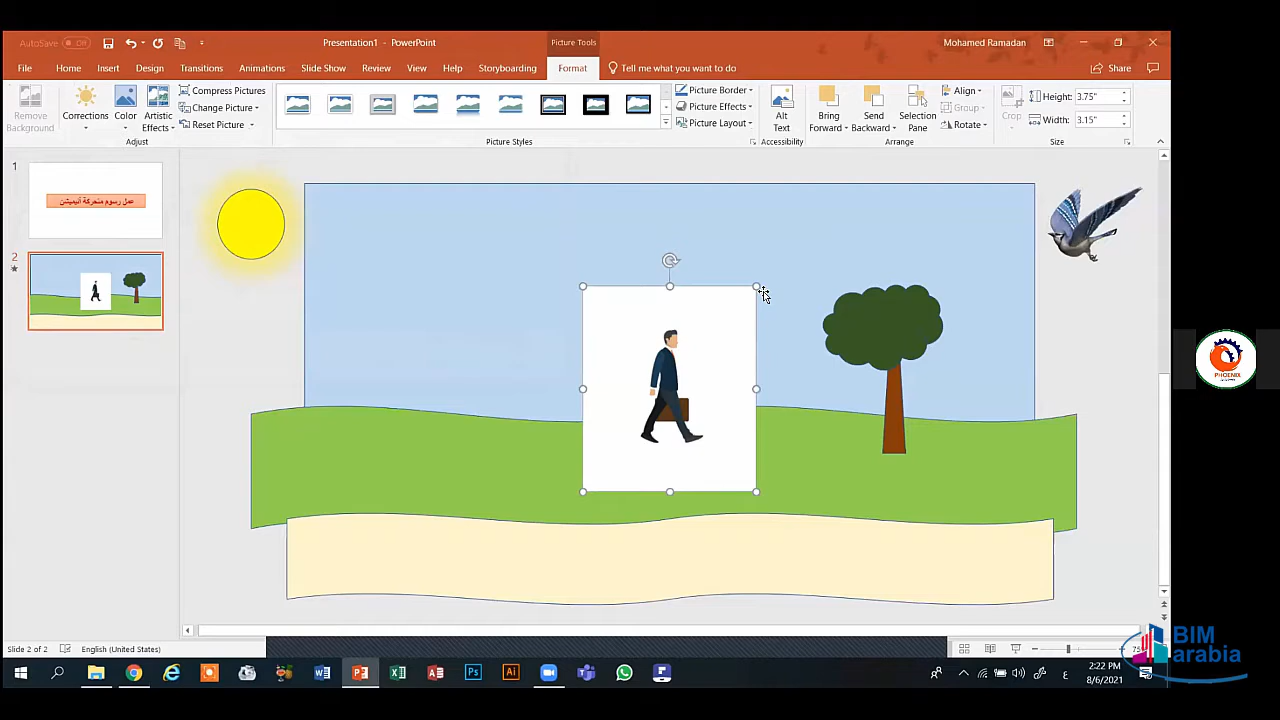 AutoSave Off
Presentation1 - PowerPoint
Picture Tools
Mohamed Ramadan
File Home Insert Design Transitions Animations Slide Show Review View Help Storyboarding Format Tell me what you want to do Share
Remove Background
Corrections
Color
Artistic Effects
Compress Pictures
Change Picture
Reset Picture
Adjust
Picture Styles
Picture Border
Picture Effects
Picture Layout
Alt Text
Accessibility
Bring Forward
Send Backward
Selection Pane
Align
Group
Rotate
Arrange
Crop
Height: 3.75"
Width: 3.15"
Size
1
عمل رسوم متحركة أنيميشن
2
PHOENIX
Slide 2 of 2
English (United States)
2:22 PM
8/6/2021
ع
BIM
arabia